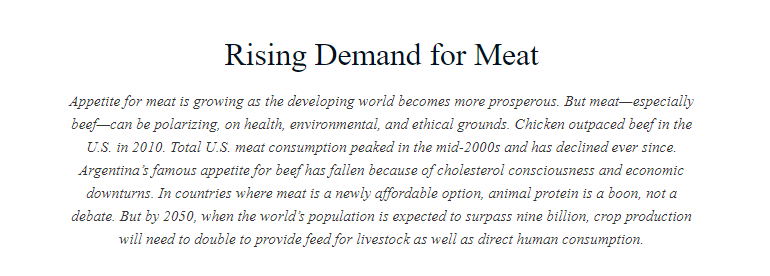 Rising Demand for Meat
Appetite for meat is growing as the developing world becomes more prosperous. But meat—especially
beef—can be polarizing, on health, environmental, and ethical grounds. Chicken outpaced beef in the
U.S. in 2010. Total U.S. meat consumption peaked in the mid-2000s and has declined ever since.
Argentina's famous appetite for beef has fallen because of cholesterol consciousness and economic
downturns. In countries where meat is a newly affordable option, animal protein is a boon, not a
debate. But by 2050, when the world's population is expected to surpass nine billion, crop production
will need to double to provide feed for livestock as well as direct human consumption.